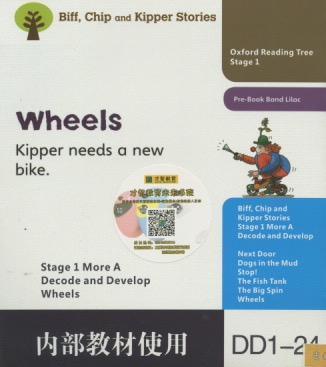 Biff, Chip and Kipper Stories
Oxford Reading Tree
Stage 1
Pre-Book Band Lilac
Wheels
Kipper needs a new
bike.
Biff, Chip and
Kipper Stories
Stage 1 More A
Decode and Develop
Next Door
Dogs in the Mud
Stop!
The Fish Tank
The Big Spin
Wheels
Stage 1 More A
Decode and Develop
Wheels
内部教材使用
DD1-24